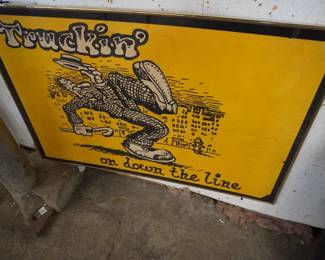 Truckin'
on down the line